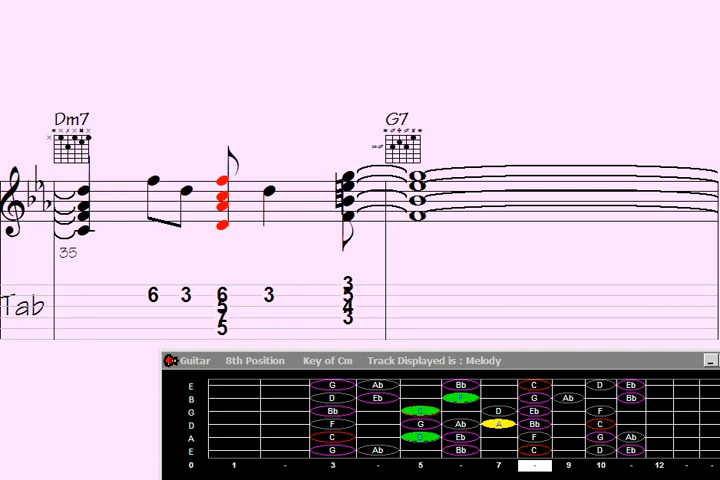 Dm7 G7
35
3
6 3 6 3 5
5 4
7 3
5
Tab
Guitar 8th Position Key of Cm Track Displayed is : Melody
E G Ab Bb C D Eb
B D Eb G Ab Bb
G Bb D Eb F
D F G Ab A Bb C
A C Eb F G Ab
E G Ab Bb C D Eb
0 1 - 3 - 5 - 7 - 9 10 - 12 - -